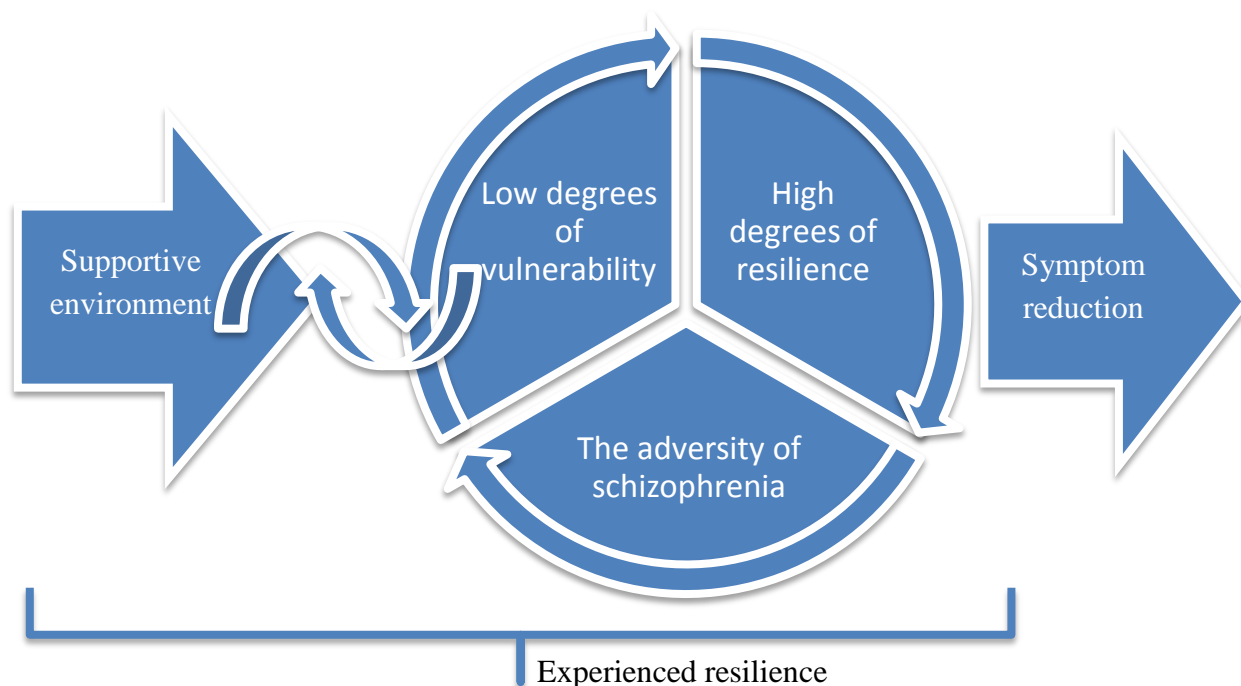 Supportive
environment
Low degrees
of
vulnerability
High
degrees of
resilience
The adversity of
schizophrenia
Symptom
reduction
Experienced resilience